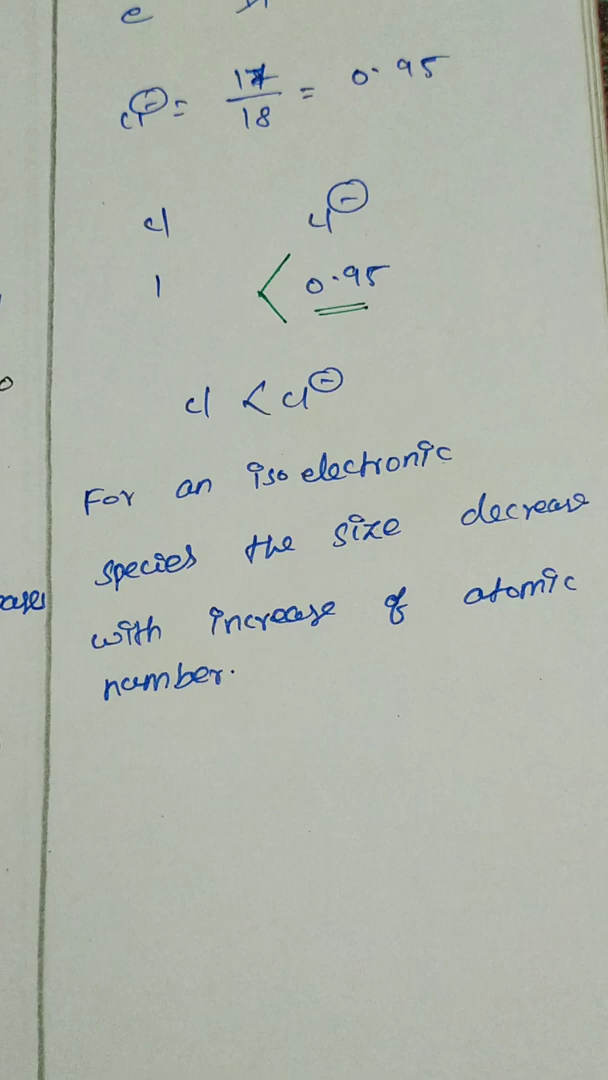 e
Cl⊖ = 17/18 = 0.95
Cl Cl⊖
1 < 0.95
Cl < Cl⊖
For an iso electronic
species the size decrease
with increase of atomic
number.